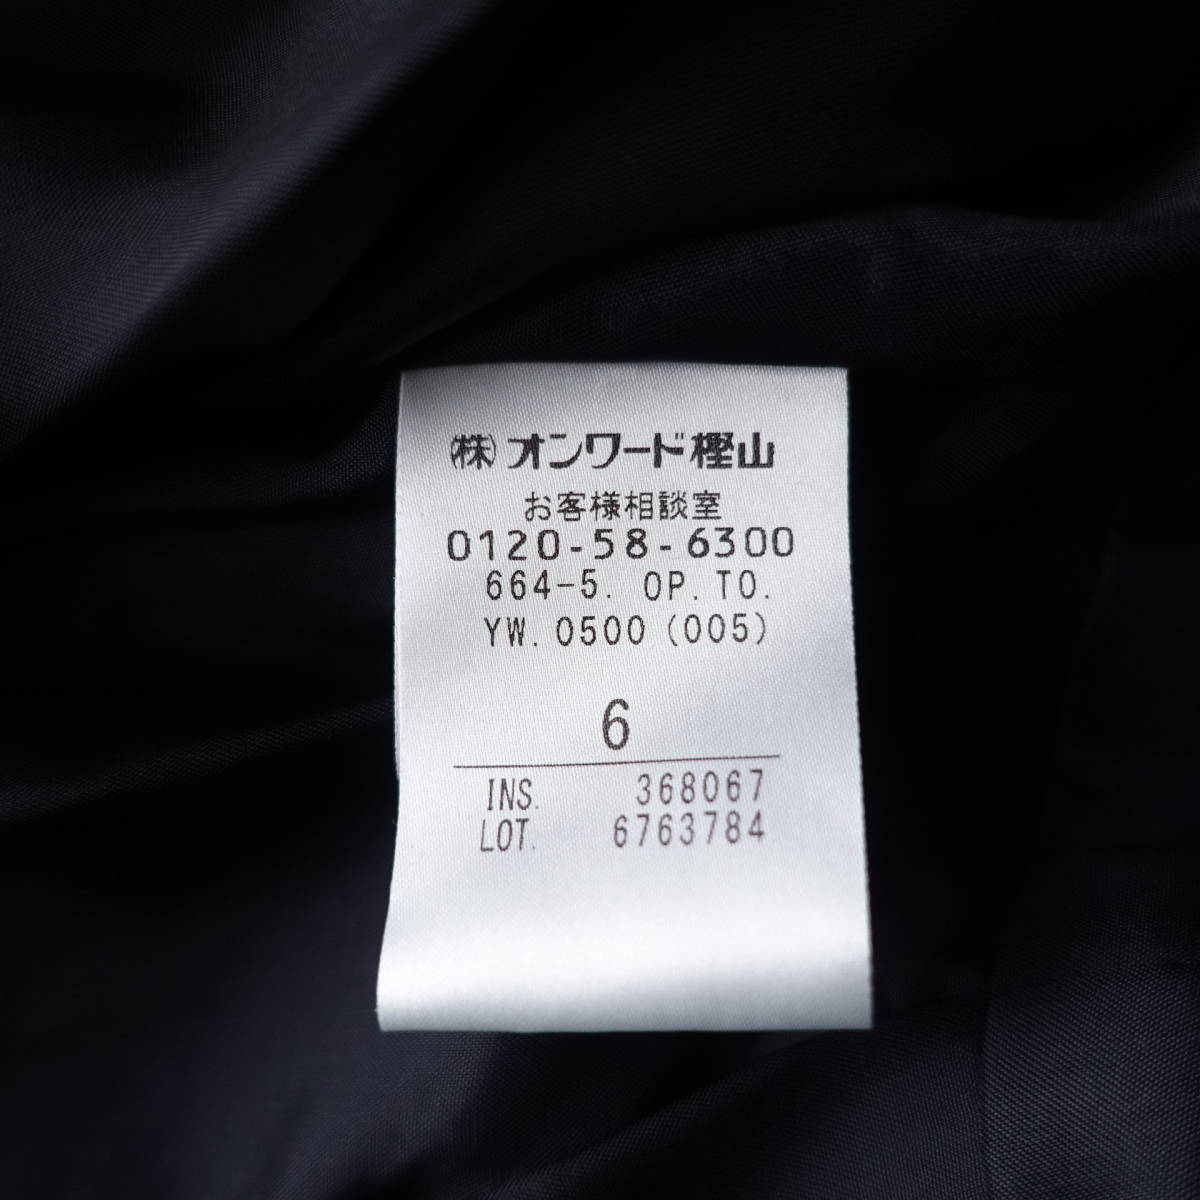 ㈱オンワード樫山
お客様相談室
0120-58-6300
664-5. OP. TO.
YW. 0500 (005)
6
INS. 368067
LOT. 6763784